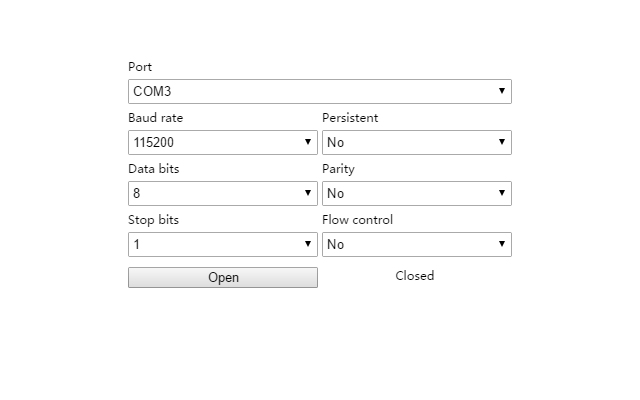 Port
COM3
Baud rate Persistent
115200 No
Data bits Parity
8 No
Stop bits Flow control
1 No
Open Closed